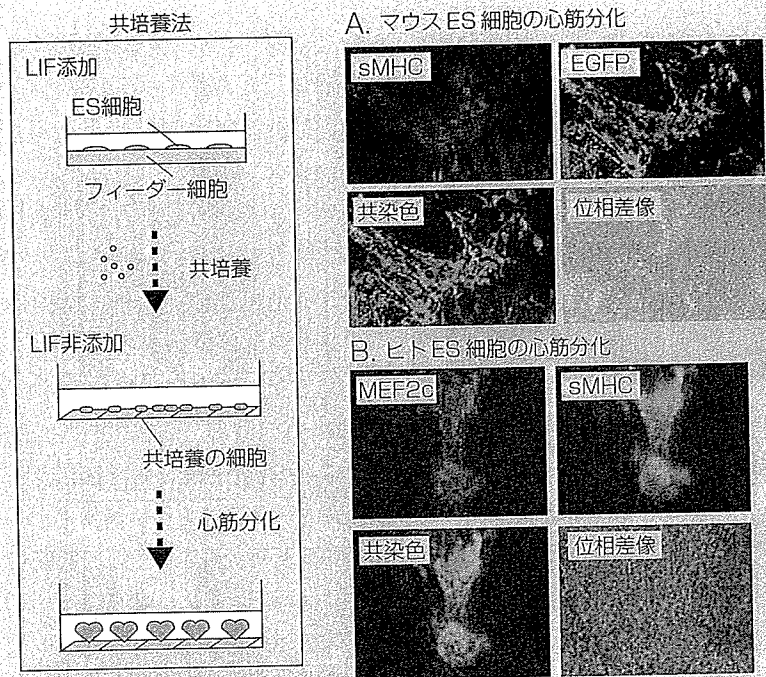 共培養法
LIF添加
ES細胞
フィーダー細胞
共培養
LIF非添加
共培養の細胞
心筋分化
A. マウスES細胞の心筋分化
sMHC
EGFP
共染色
位相差像
B. ヒトES細胞の心筋分化
MEF2c
sMHC
共染色
位相差像